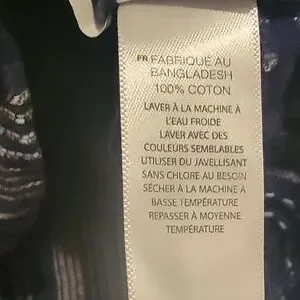 FR FABRIQUÉ AU
BANGLADESH
100% COTON
LAVER À LA MACHINE À
L'EAU FROIDE
LAVER AVEC DES
COULEURS SEMBLABLES
UTILISER DU JAVELLISANT
SANS CHLORE AU BESOIN
SÉCHER À LA MACHINE À
BASSE TEMPÉRATURE
REPASSER À MOYENNE
TEMPÉRATURE